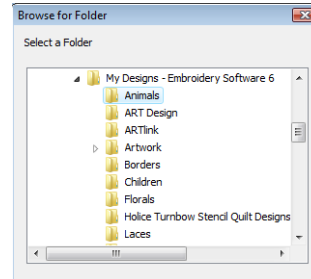 Browse for Folder
Select a Folder
My Designs - Embroidery Software 6
Animals
ART Design
ARTlink
Artwork
Borders
Children
Florals
Holice Turnbow Stencil Quilt Designs
Laces